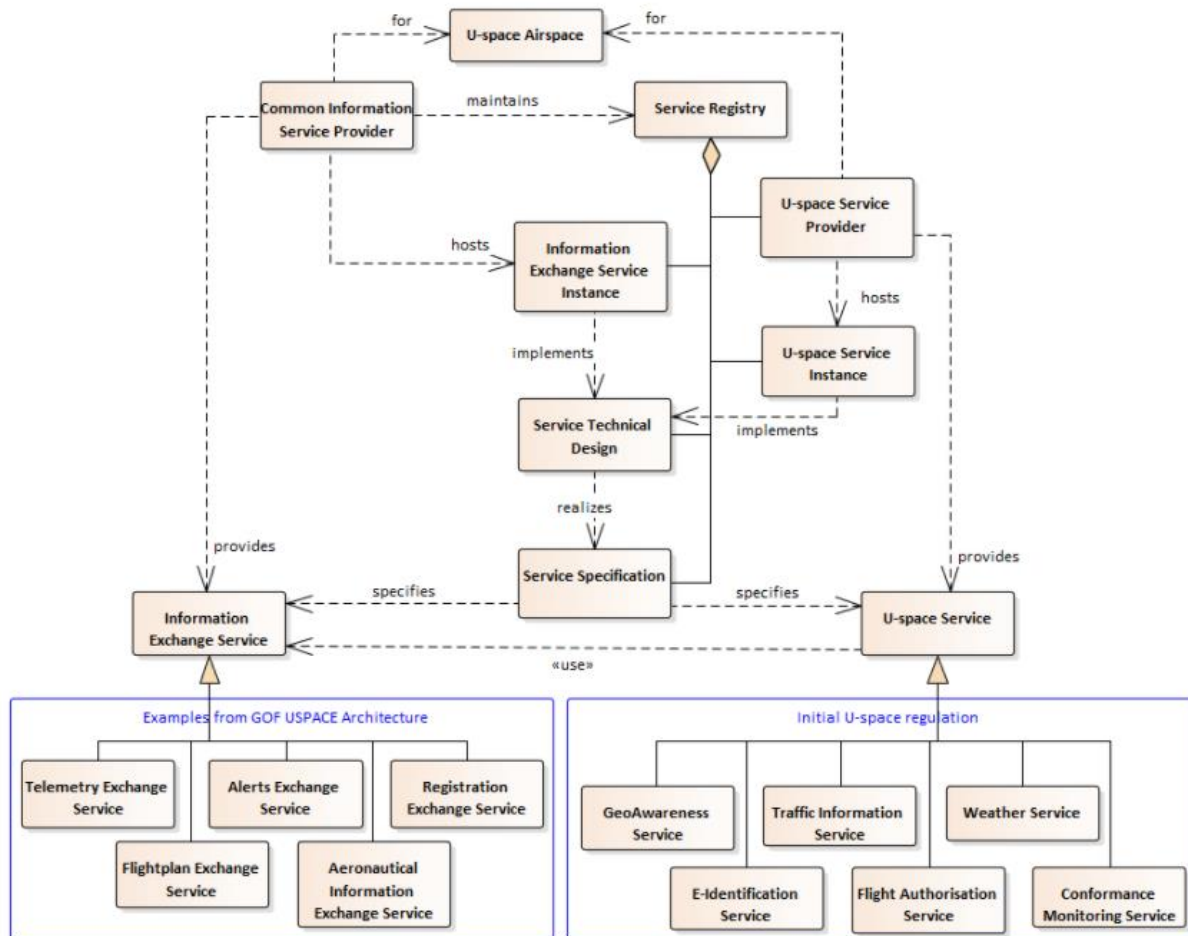 for
for
U-space Airspace
Common Information
Service Provider
maintains
Service Registry
U-space Service
Provider
hosts
Information
Exchange Service
Instance
hosts
implements
U-space Service
Instance
Service Technical
Design
implements
realizes
provides
provides
Service Specification
specifies
specifies
Information
Exchange Service
U-space Service
«use»
Examples from GOF USPACE Architecture
Telemetry Exchange
Service
Alerts Exchange
Service
Registration
Exchange Service
Flightplan Exchange
Service
Aeronautical
Information
Exchange Service
Initial U-space regulation
GeoAwareness
Service
Traffic Information
Service
Weather Service
E-Identification
Service
Flight Authorisation
Service
Conformance
Monitoring Service